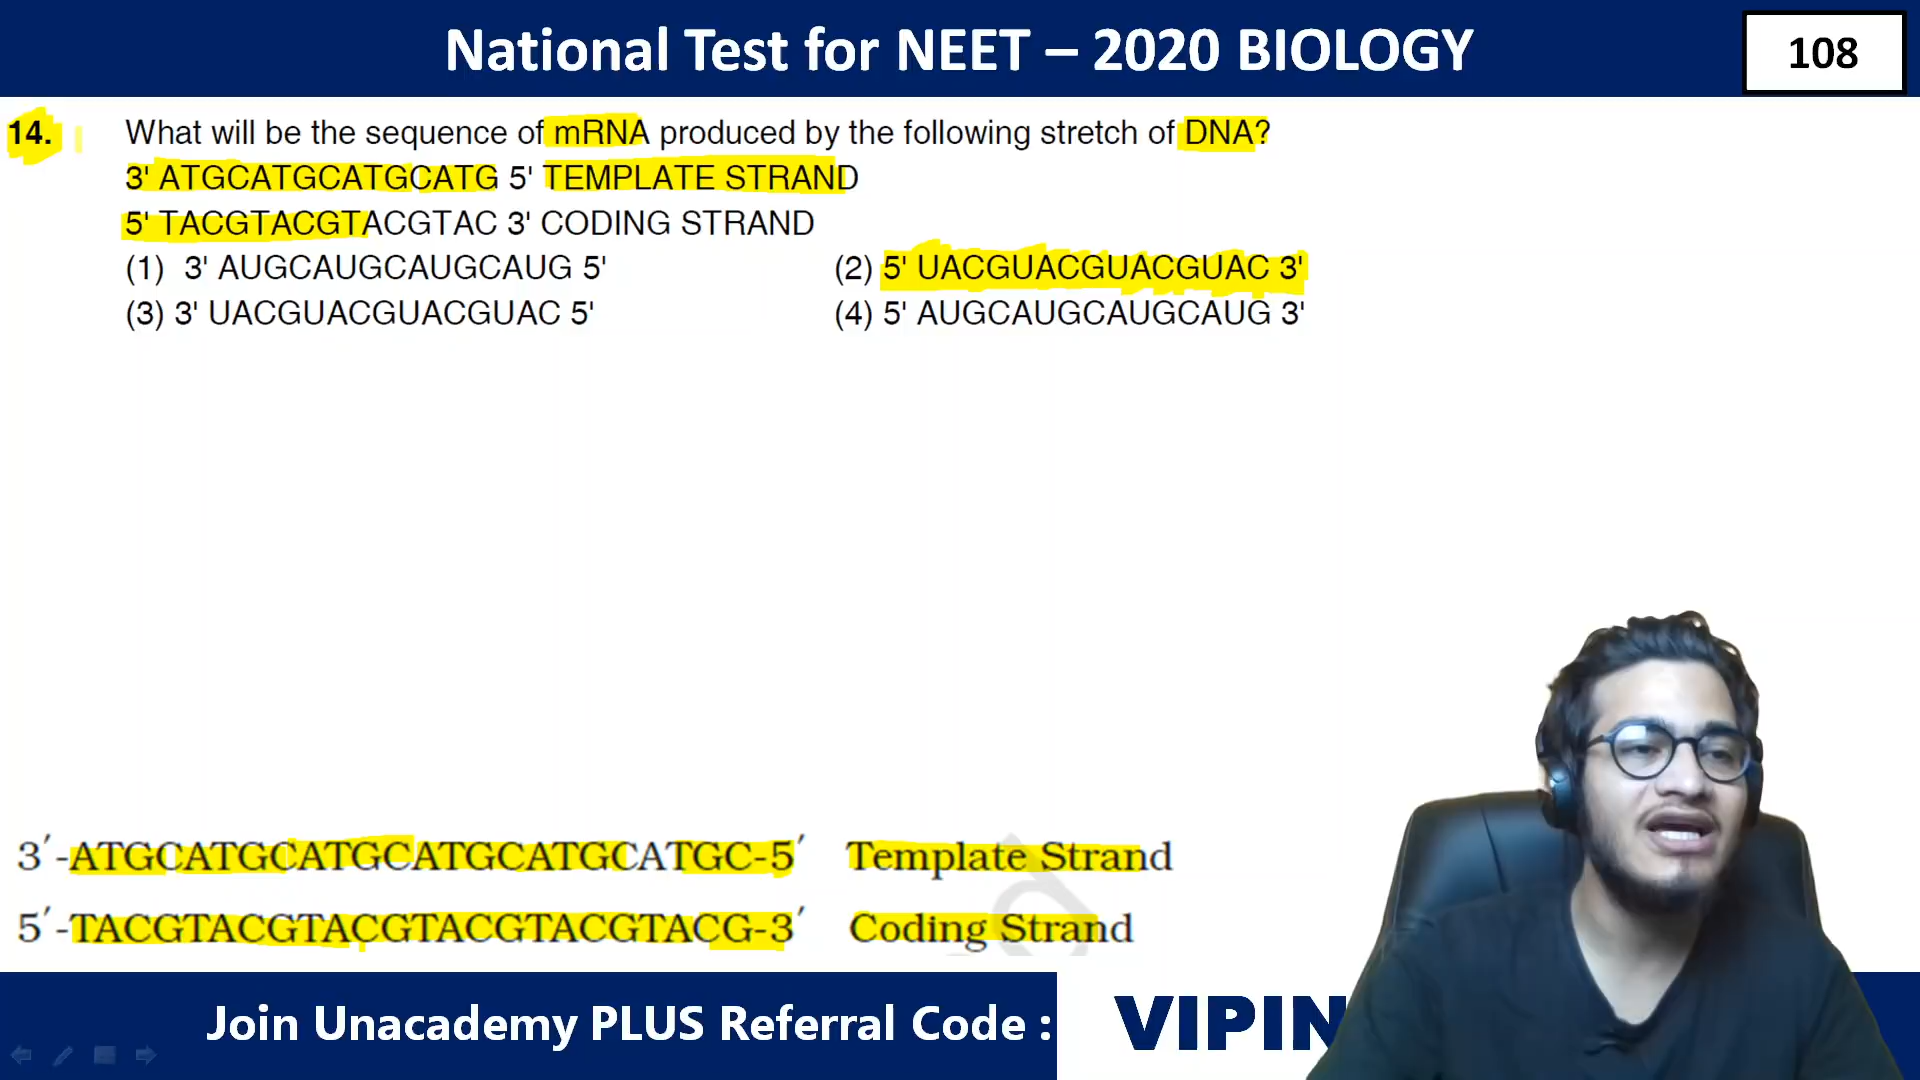 National Test for NEET – 2020 BIOLOGY
108
14. What will be the sequence of mRNA produced by the following stretch of DNA?
3' ATGCATGCATGCATG 5' TEMPLATE STRAND
5' TACGTACGTACGTAC 3' CODING STRAND
(1) 3' AUGCAUGCAUGCAUG 5' (2) 5' UACGUACGUACGUAC 3'
(3) 3' UACGUACGUACGUAC 5' (4) 5' AUGCAUGCAUGCAUG 3'
3′-ATGCATGCATGCATGCATGCATGC-5′ Template Strand
5′-TACGTACGTACGTACGTACGTACG-3′ Coding Strand
Join Unacademy PLUS Referral Code : VIPIN